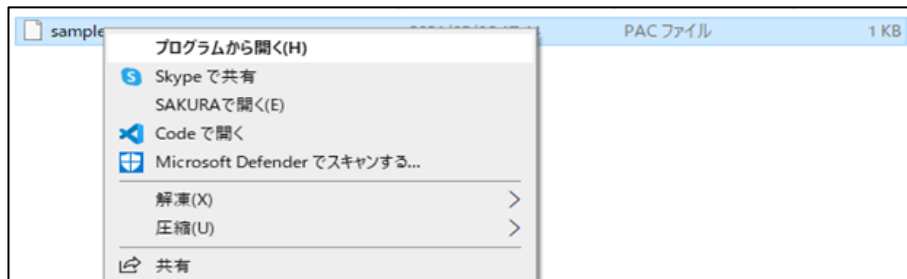 sample
PAC ファイル
1 KB
プログラムから開く(H)
Skype で共有
SAKURAで開く(E)
Code で開く
Microsoft Defender でスキャンする...
解凍(X)
圧縮(U)
共有